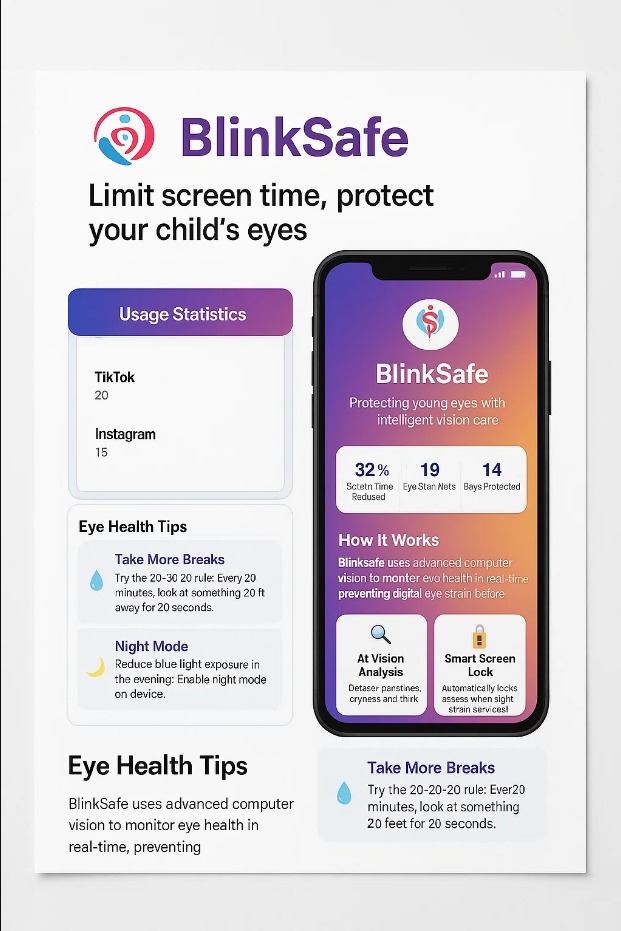 BlinkSafe
Limit screen time, protect
your child's eyes
Usage Statistics
TikTok
20
Instagram
15
Eye Health Tips
Take More Breaks
Try the 20-30 20 rule: Every 20
minutes, look at something 20 ft
away for 20 seconds.
Night Mode
Reduce blue light exposure in
the evening: Enable night mode
on device.
BlinkSafe
Protecting young eyes with
intelligent vision care
32%
Sctetn Time
Redused
19
Eye Stan Nets
14
Bays Protected
How It Works
Blinksafe uses advanced computer
vision to monter evo health in real-time
preventing digital eye strain before
At Vision
Analysis
Detaser panstines,
cryness and thirk
Smart Screen
Lock
Automatically locks
assess when sight
strain services!
Eye Health Tips
BlinkSafe uses advanced computer
vision to monitor eye health in
real-time, preventing
Take More Breaks
Try the 20-20-20 rule: Ever20
minutes, look at something
20 feet for 20 seconds.